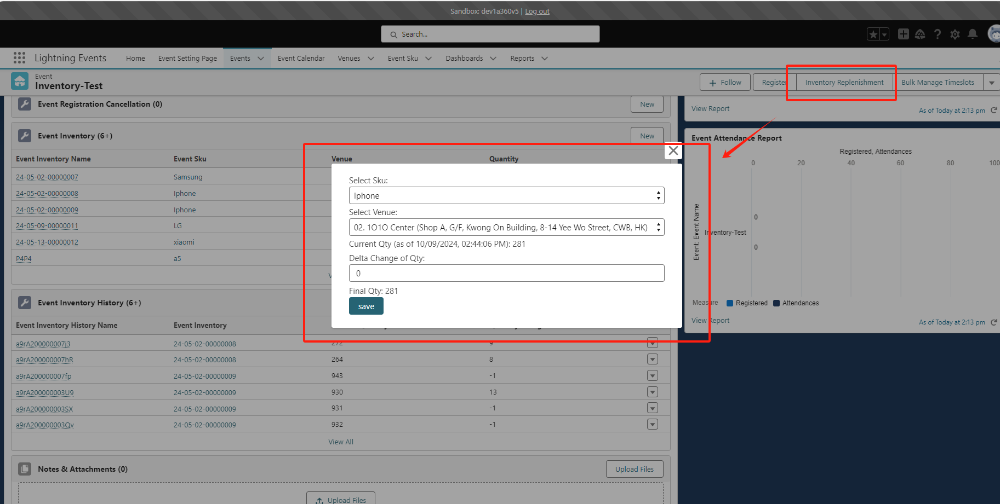 Sandbox: dev1a360v5 | Log out
Search...
Lightning Events Home Event Setting Page Events Event Calendar Venues Event Sku Dashboards Reports
Event
Inventory-Test
Follow Register Inventory Replenishment Bulk Manage Timeslots
Event Registration Cancellation (0) New
Event Inventory (6+) New
Event Inventory Name Event Sku Venue Quantity
24-05-02-00000007 Samsung
24-05-02-00000008 Iphone
24-05-02-00000009 Iphone
24-05-09-00000011 LG
24-05-13-00000012 xiaomi
P4P4 a5
Select Sku:
Iphone
Select Venue:
02. 1O1O Center (Shop A, G/F, Kwong On Building, 8-14 Yee Wo Street, CWB, HK)
Current Qty (as of 10/09/2024, 02:44:06 PM): 281
Delta Change of Qty:
0
Final Qty: 281
save
Event Inventory History (6+)
Event Inventory History Name Event Inventory
a9rA200000007j3 24-05-02-00000008 272 9
a9rA200000007hR 24-05-02-00000008 264 8
a9rA200000007fp 24-05-02-00000009 943 -1
a9rA200000003U9 24-05-02-00000009 930 13
a9rA200000003SX 24-05-02-00000009 931 -1
a9rA200000003Qv 24-05-02-00000009 932 -1
View All
Notes & Attachments (0) Upload Files
Upload Files
View Report As of Today at 2:13 pm
Event Attendance Report
Registered, Attendances
0 20 40 60 80 100
Event: Event Name
0
Inventory-Test
0
Measure Registered Attendances
View Report As of Today at 2:13 pm